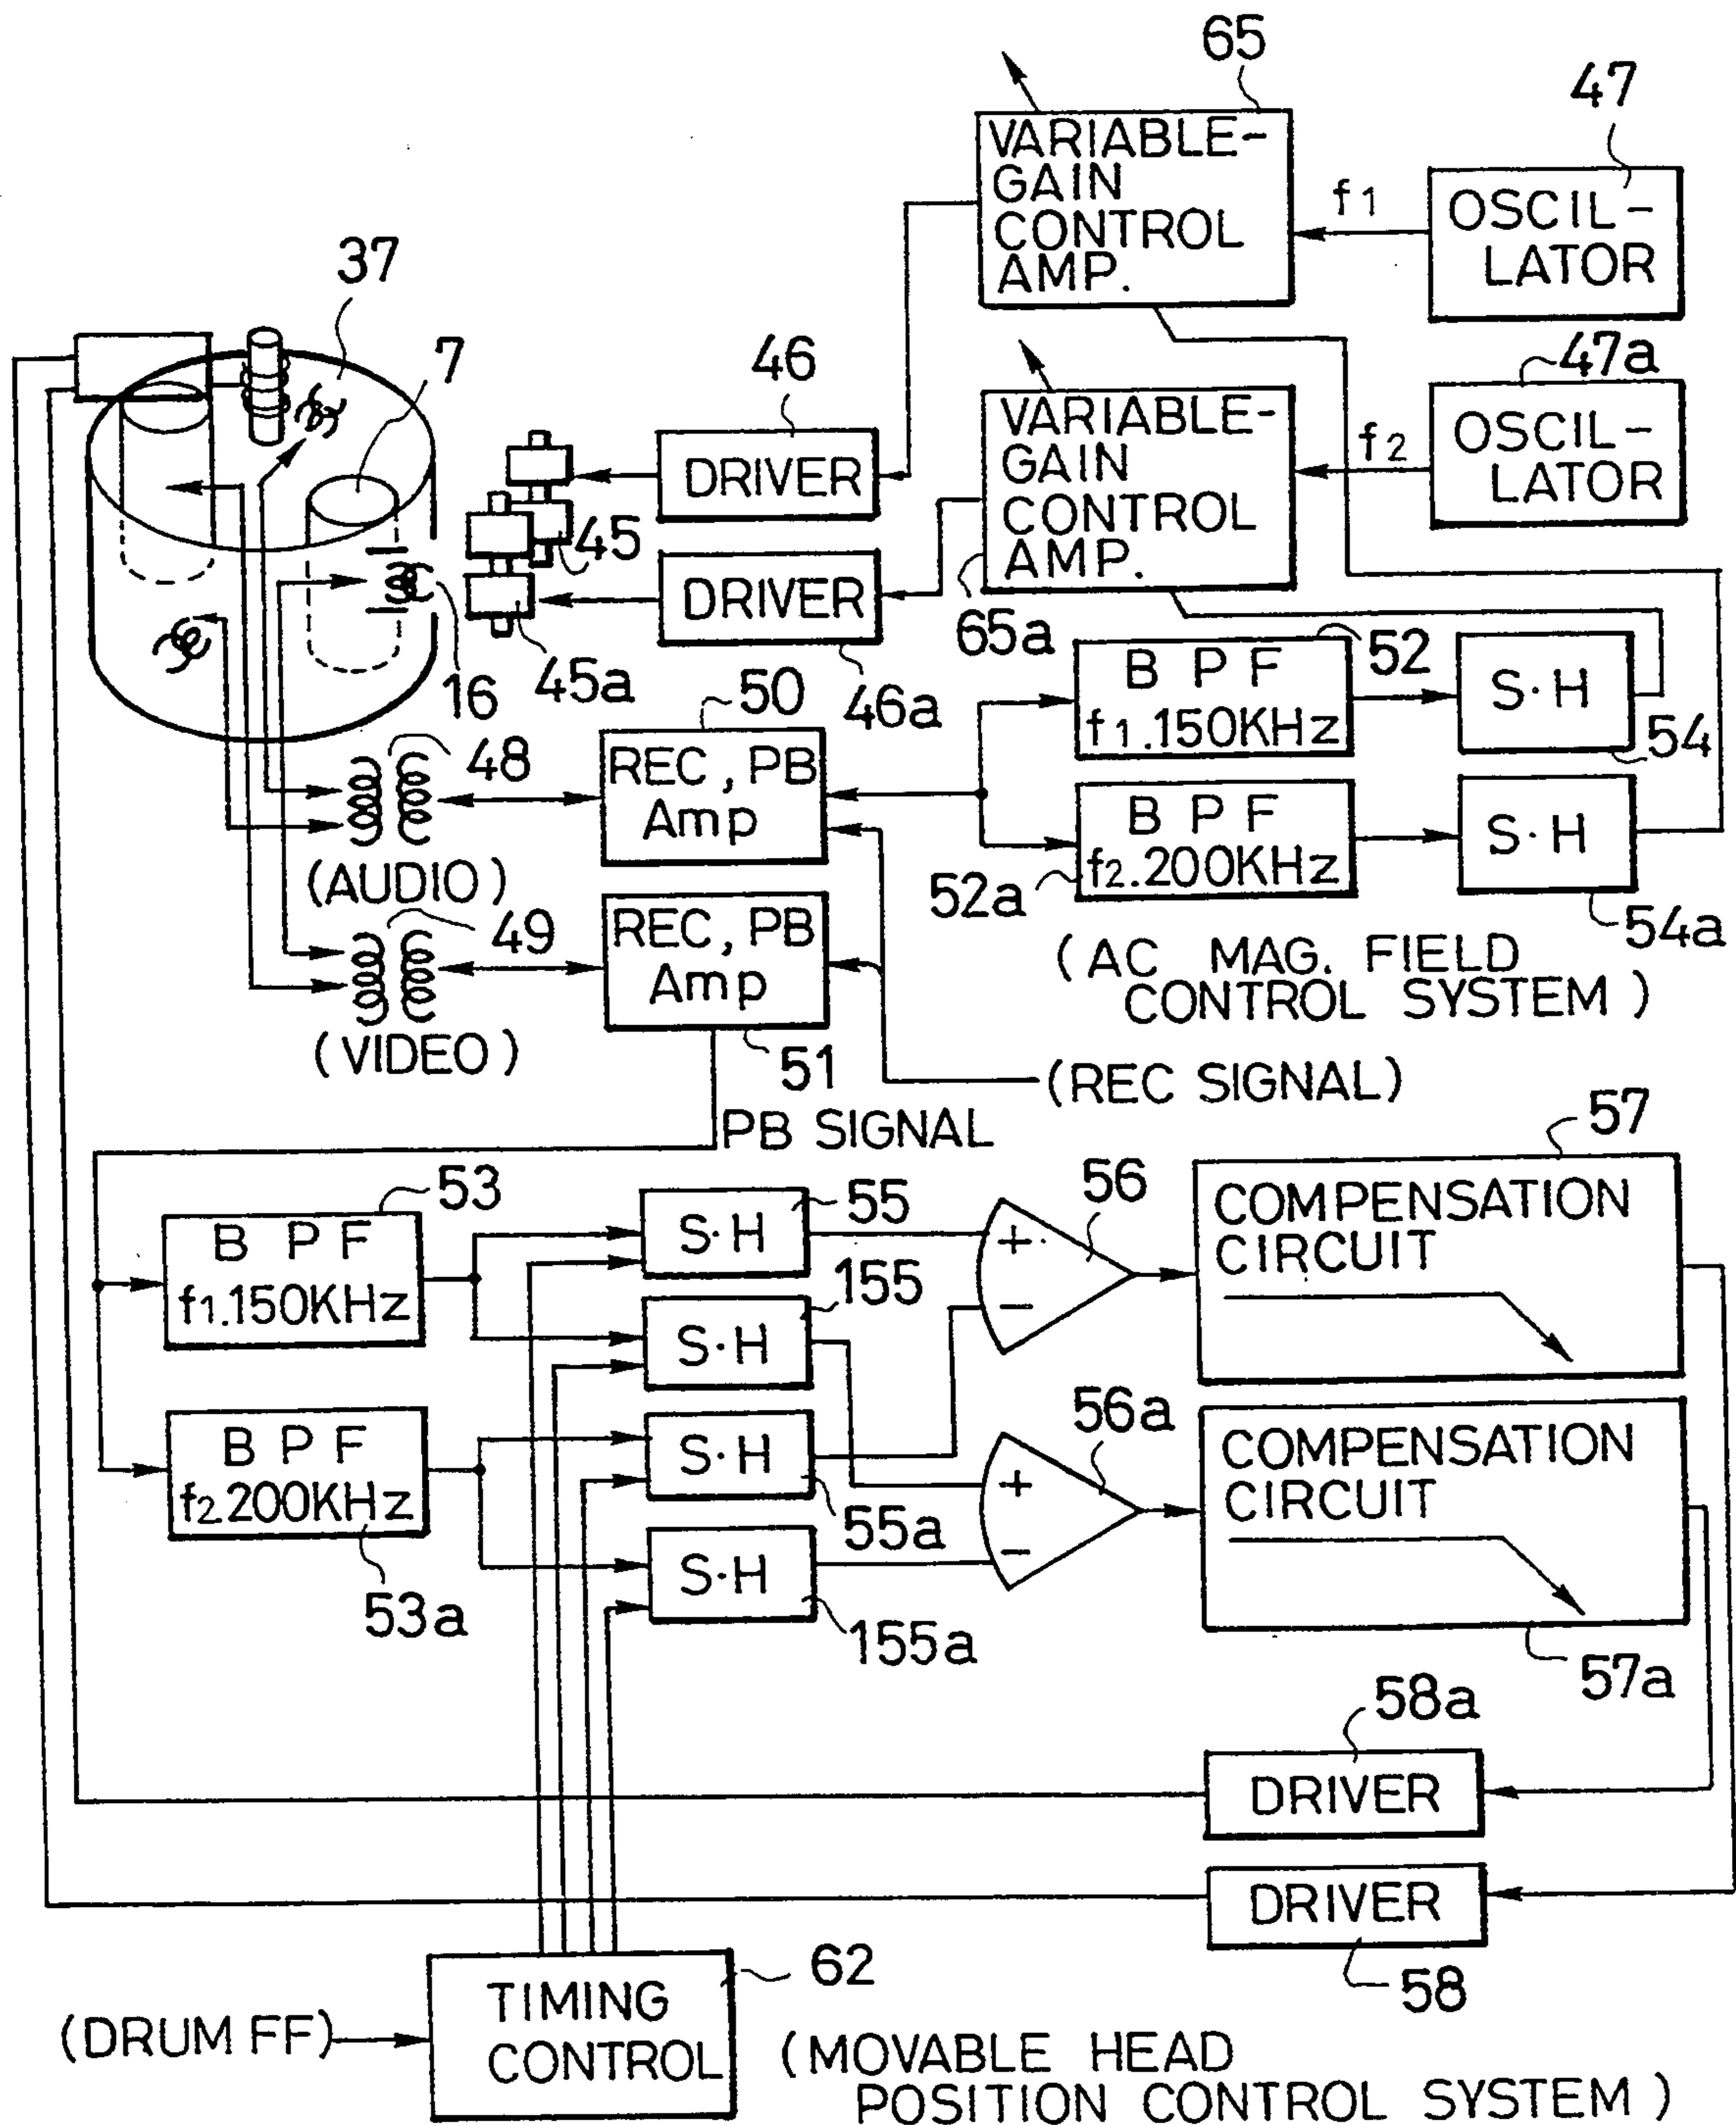 65
47
VARIABLE-
GAIN
CONTROL
AMP.
f1
OSCIL-
LATOR
37
7
46
47a
DRIVER
VARIABLE-
GAIN
CONTROL
AMP.
f2
OSCIL-
LATOR
45
DRIVER
65a
45a
16
46a
50
52
B P F
f1.150KHz
S·H
54
48
REC, PB
Amp
B P F
f2.200KHz
S·H
52a
54a
(AUDIO)
49
REC, PB
Amp
(AC MAG. FIELD
CONTROL SYSTEM)
(VIDEO)
51
(REC SIGNAL)
PB SIGNAL
57
53
55
56
B P F
f1.150KHz
S·H
+
−
COMPENSATION
CIRCUIT
155
S·H
56a
B P F
f2.200KHz
S·H
55a
+
−
COMPENSATION
CIRCUIT
53a
S·H
155a
57a
58a
DRIVER
DRIVER
58
62
(DRUM FF)
TIMING
CONTROL
(MOVABLE HEAD
POSITION CONTROL SYSTEM)